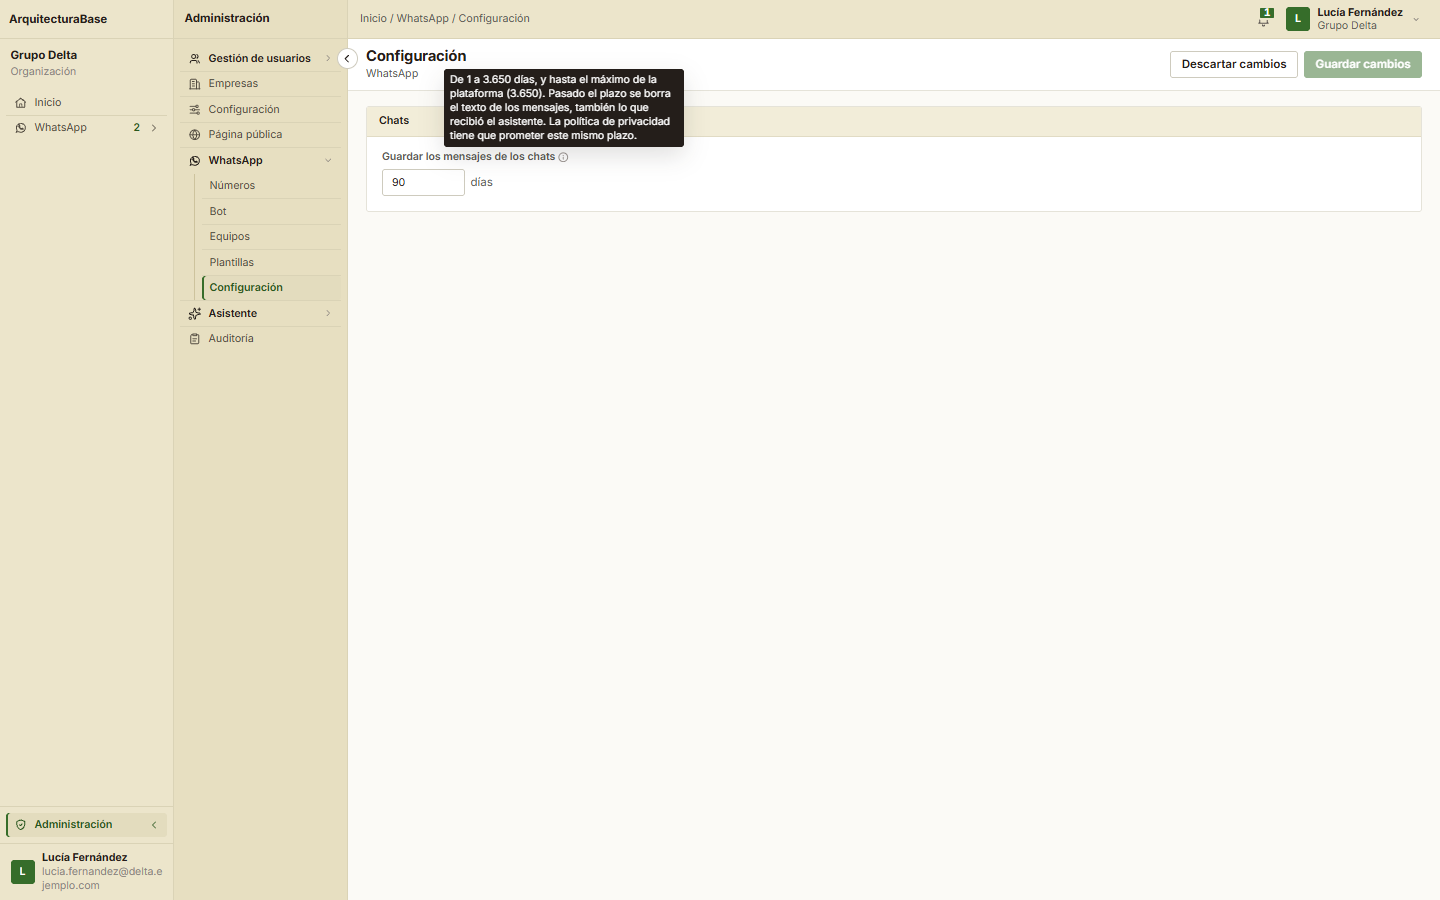 ArquitecturaBase
Grupo Delta
Organización
Inicio
WhatsApp 2
Administración
Lucía Fernández
lucia.fernandez@delta.e
jemplo.com
Administración
Gestión de usuarios
Empresas
Configuración
Página pública
WhatsApp
Números
Bot
Equipos
Plantillas
Configuración
Asistente
Auditoría
Inicio / WhatsApp / Configuración
1
L
Lucía Fernández
Grupo Delta
Configuración
WhatsApp
Descartar cambios
Guardar cambios
De 1 a 3.650 días, y hasta el máximo de la
plataforma (3.650). Pasado el plazo se borra
el texto de los mensajes, también lo que
recibió el asistente. La política de privacidad
tiene que prometer este mismo plazo.
Chats
Guardar los mensajes de los chats
90 días
L